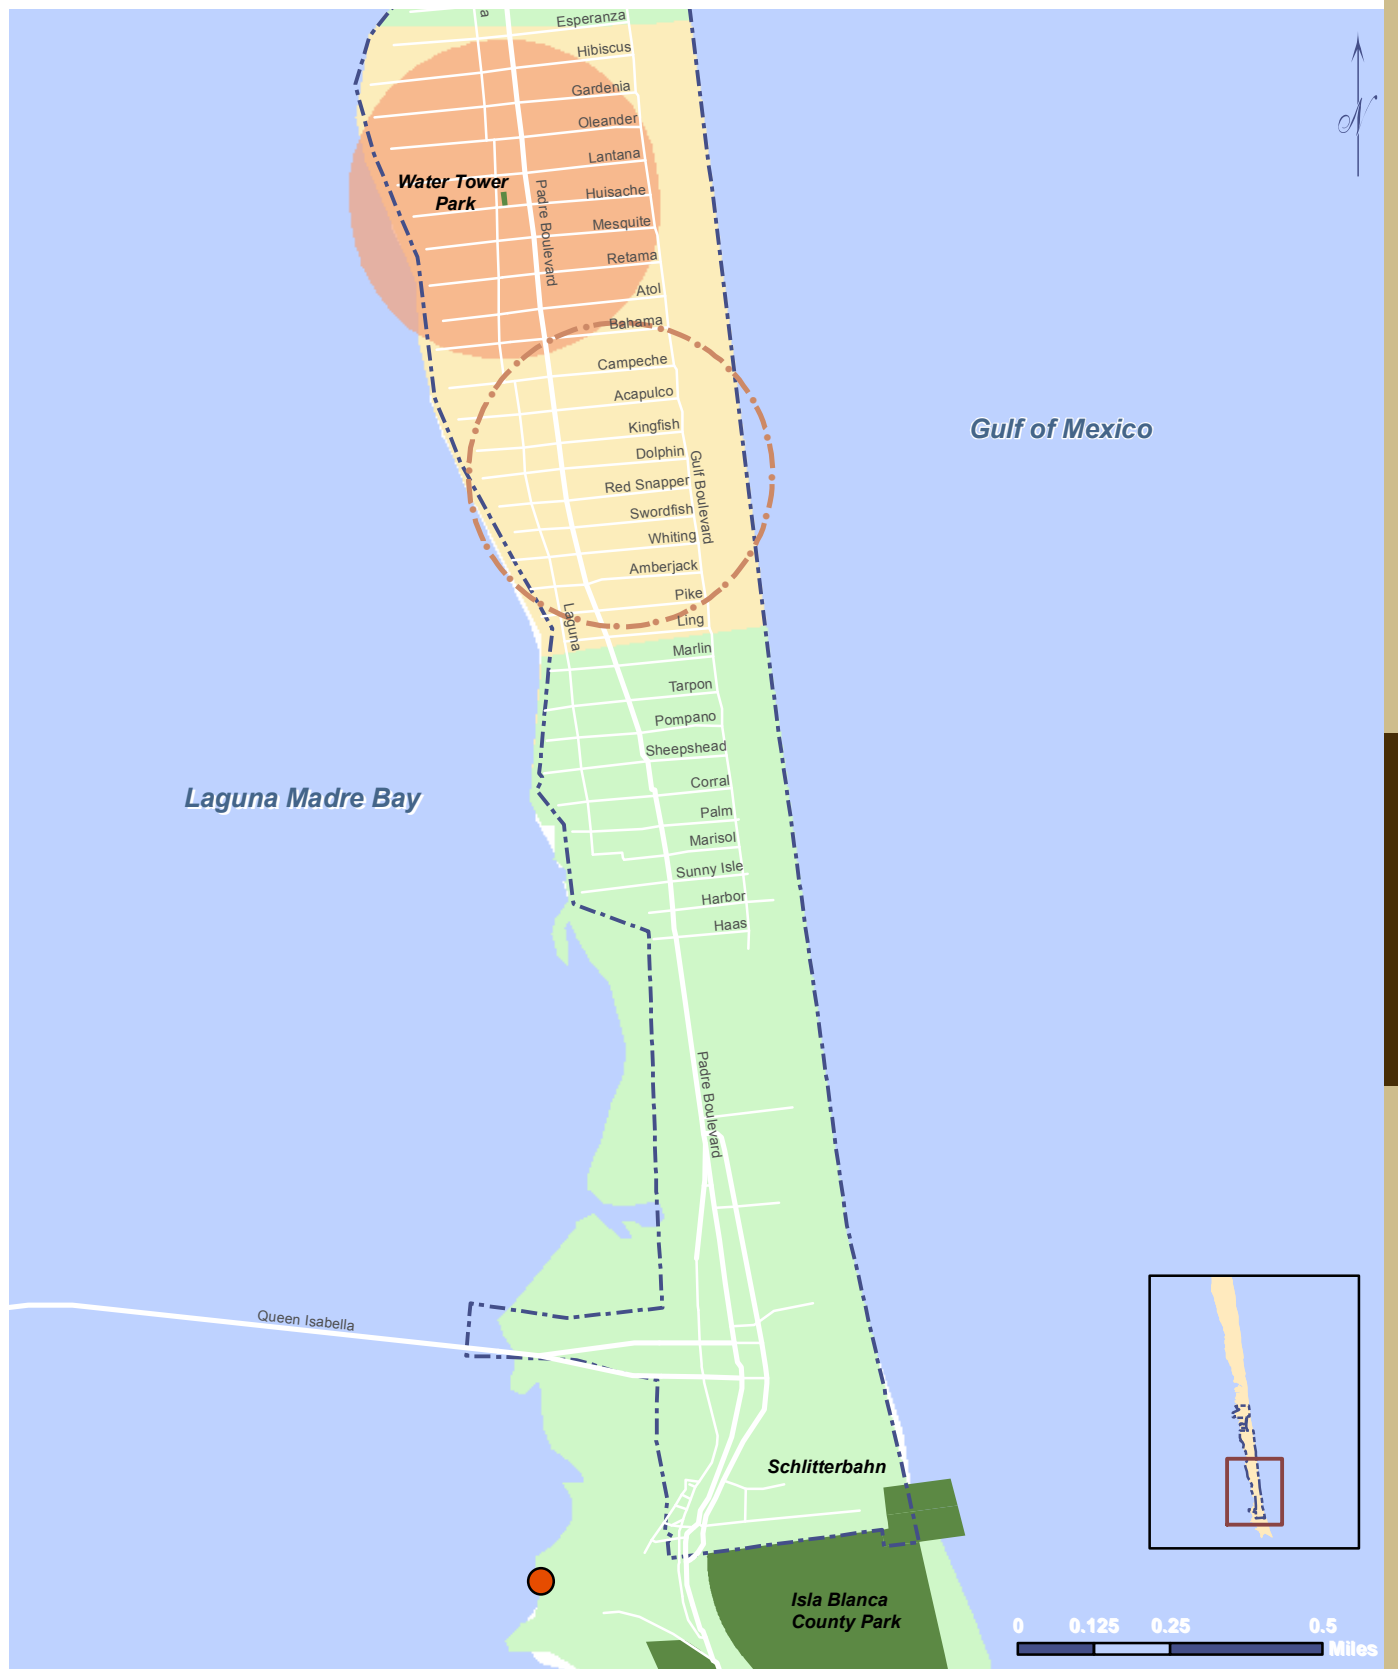 a
Esperanza
Hibiscus
Gardenia
Oleander
Lantana
Water Tower
Park
Padre Boulevard
Huisache
Mesquite
Retama
Atol
Bahama
Campeche
Acapulco
Kingfish
Gulf of Mexico
Dolphin
Gulf Boulevard
Red Snapper
Swordfish
Whiting
Amberjack
Pike
Laguna
Ling
Marlin
Tarpon
Pompano
Sheepshead
Corral
Laguna Madre Bay
Palm
Marisol
Sunny Isle
Harbor
Haas
Padre Boulevard
Queen Isabella
Schlitterbahn
Isla Blanca
County Park
0 0.125 0.25 0.5
Miles